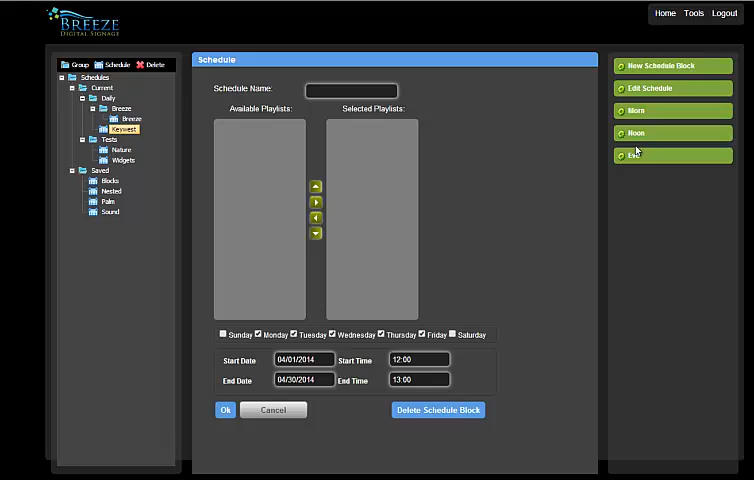 BREEZE
DIGITAL SIGNAGE
Home Tools Logout
Group Schedule Delete
Schedules
Current
Daily
Breeze
Breeze
Keywest
Tests
Nature
Widgets
Saved
Blocks
Nested
Palm
Sound
Schedule
Schedule Name:
Available Playlists: Selected Playlists:
Sunday Monday Tuesday Wednesday Thursday Friday Saturday
Start Date 04/01/2014 Start Time 12:00
End Date 04/30/2014 End Time 13:00
Ok Cancel Delete Schedule Block
New Schedule Block
Edit Schedule
Morn
Noon
Eve